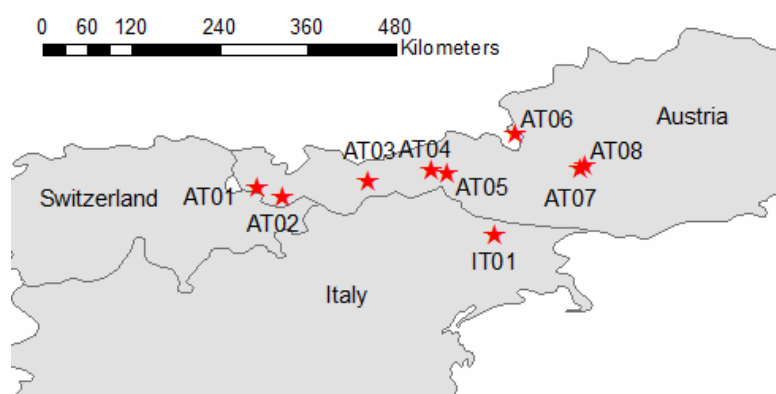 0 60 120 240 360 480
Kilometers
AT06
Austria
AT03
AT04
AT08
Switzerland
AT01
AT05
AT07
AT02
IT01
Italy